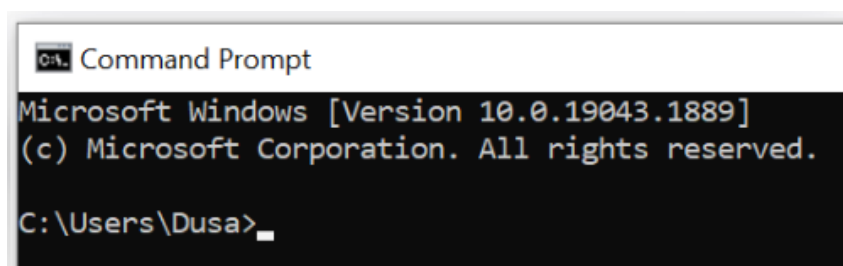 Command Prompt
Microsoft Windows [Version 10.0.19043.1889]
(c) Microsoft Corporation. All rights reserved.
C:\Users\Dusa>